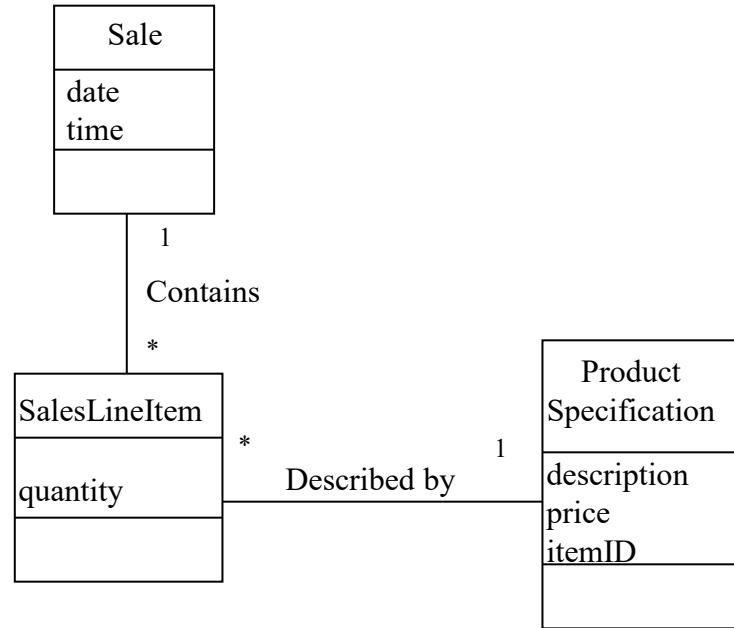 Sale
date
time
1
Contains
*
SalesLineItem
quantity
*
Described by
1
Product
Specification
description
price
itemID